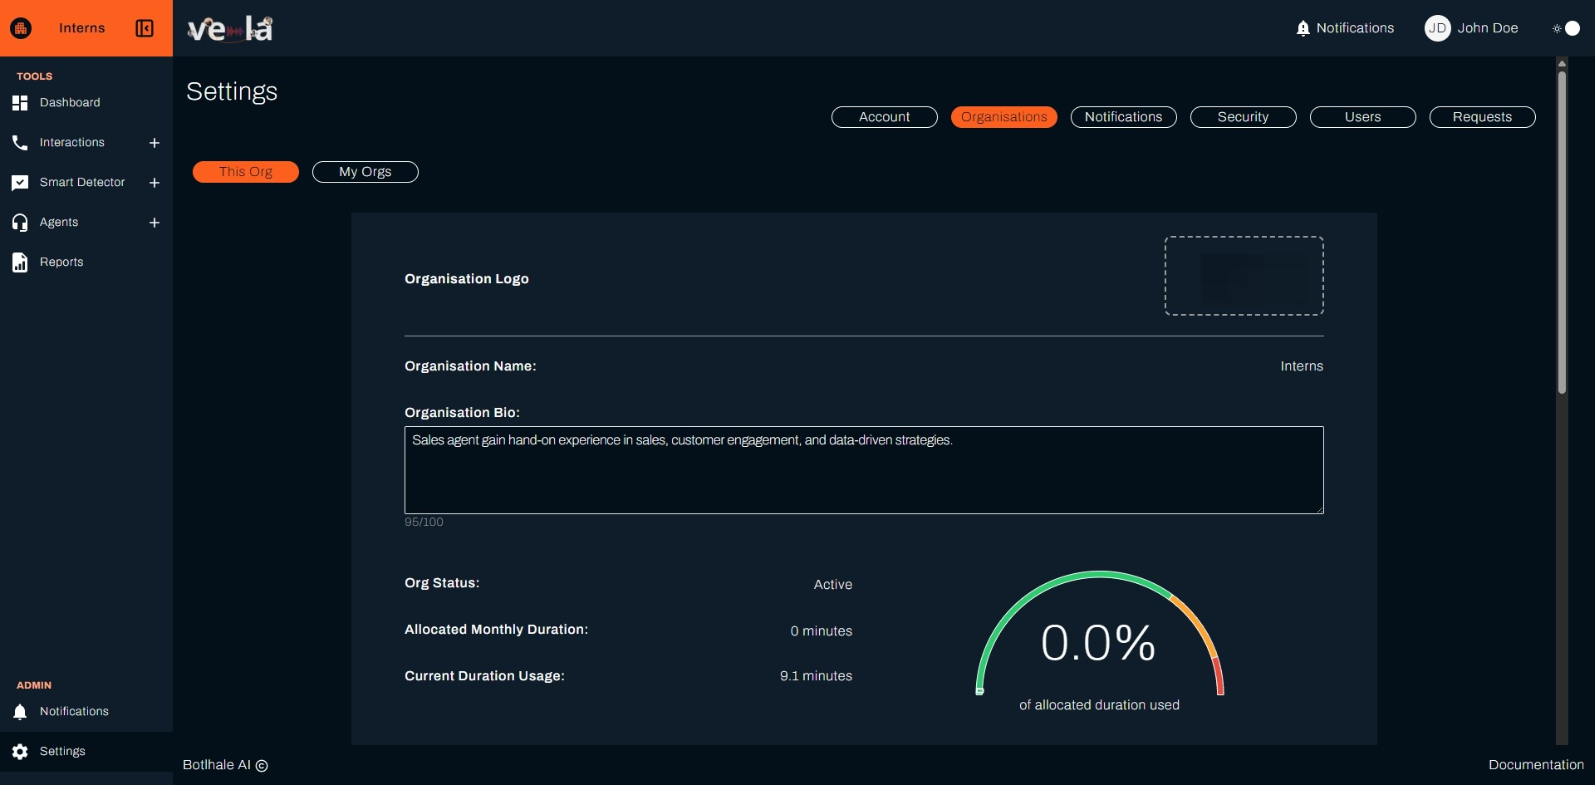 Interns
vela
Notifications
JD
John Doe
TOOLS
Dashboard
Interactions
Smart Detector
Agents
Reports
Settings
Account
Organisations
Notifications
Security
Users
Requests
This Org
My Orgs
Organisation Logo
Organisation Name:
Interns
Organisation Bio:
Sales agent gain hand-on experience in sales, customer engagement, and data-driven strategies.
95/100
Org Status:
Active
Allocated Monthly Duration:
0 minutes
Current Duration Usage:
9.1 minutes
0.0%
of allocated duration used
ADMIN
Notifications
Settings
Botlhale AI ©
Documentation